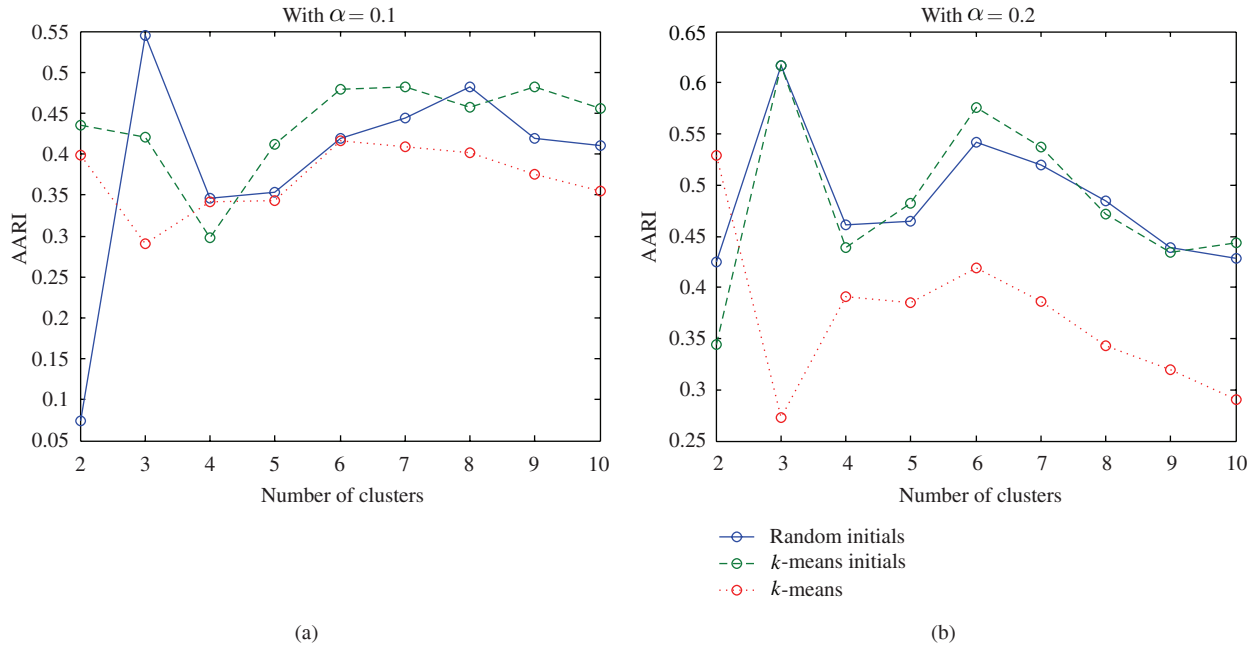 With α = 0.1
0.55
0.5
0.45
0.4
0.35
0.3
0.25
0.2
0.15
0.1
0.05
AARI
2 3 4 5 6 7 8 9 10
Number of clusters
(a)
With α = 0.2
0.65
0.6
0.55
0.5
0.45
0.4
0.35
0.3
0.25
AARI
2 3 4 5 6 7 8 9 10
Number of clusters
Random initials
k-means initials
k-means
(b)